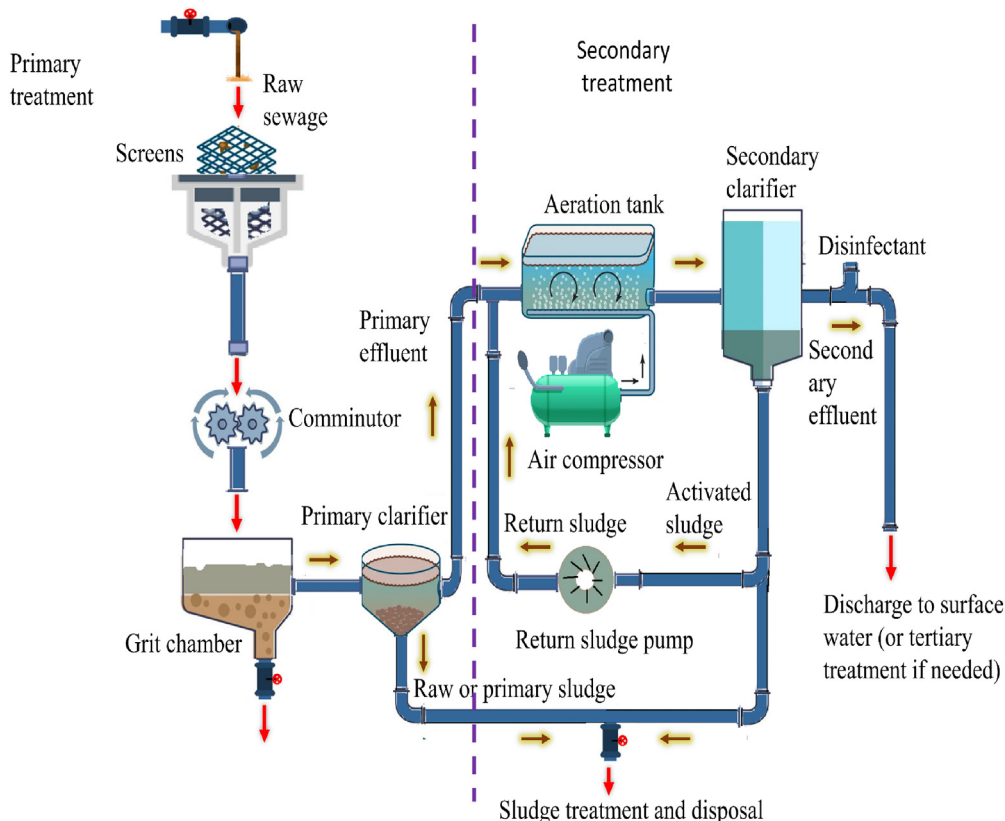 Primary
treatment
Raw
sewage
Screens
Comminutor
Grit chamber
Primary clarifier
Primary
effluent
Raw or primary sludge
Secondary
treatment
Aeration tank
Air compressor
Secondary
clarifier
Disinfectant
Second
ary
effluent
Activated
sludge
Return sludge
Return sludge pump
Discharge to surface
water (or tertiary
treatment if needed)
Sludge treatment and disposal